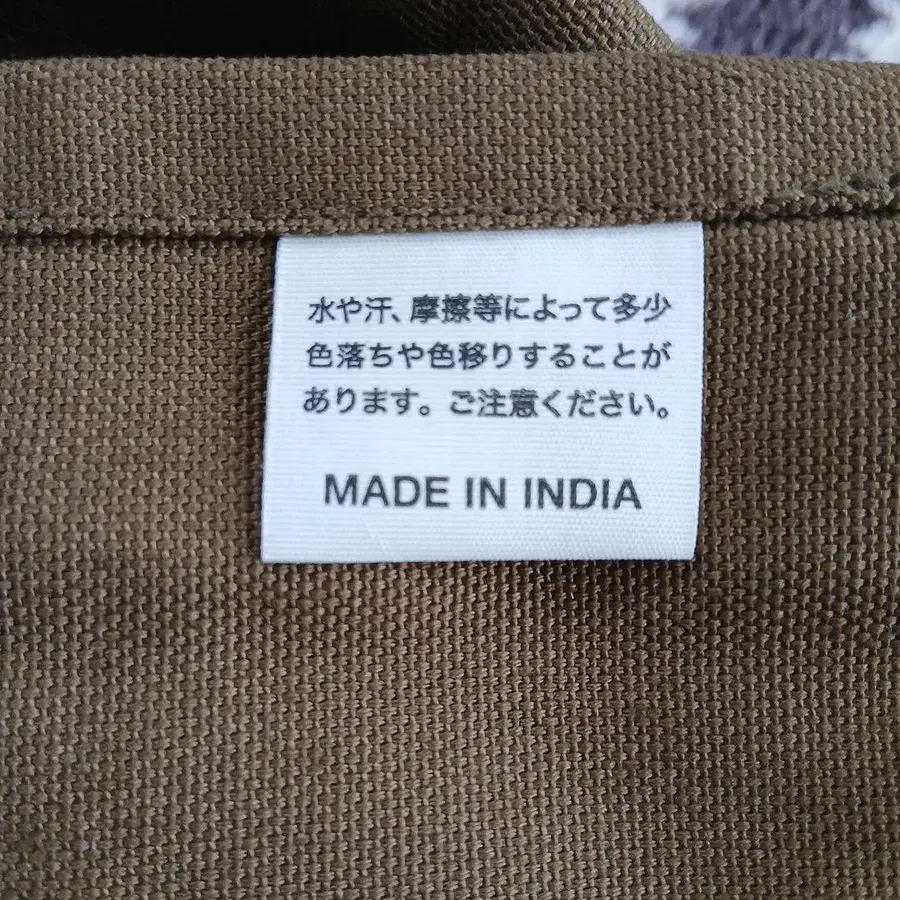 水や汗、摩擦等によって多少
色落ちや色移りすることが
あります。ご注意ください。
MADE IN INDIA